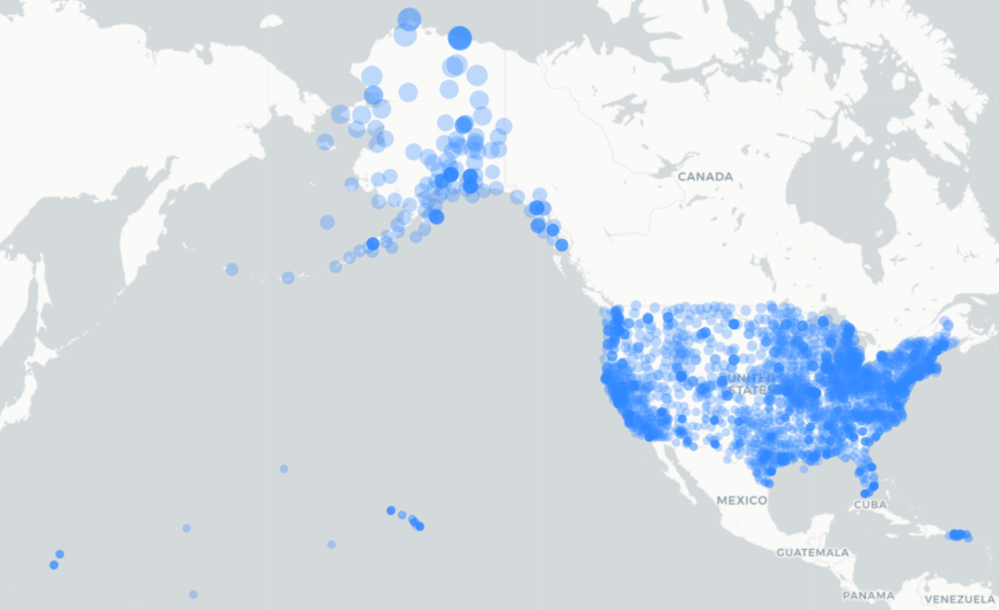 CANADA
UNITED
STATES
MEXICO
CUBA
GUATEMALA
PANAMA
VENEZUELA